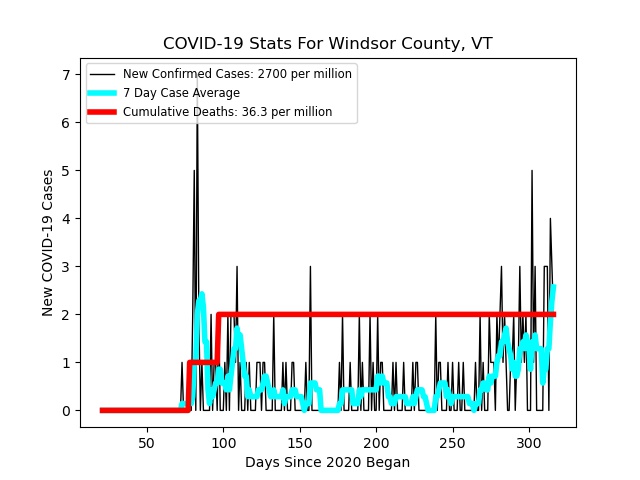 COVID-19 Stats For Windsor County, VT
New Confirmed Cases: 2700 per million
7 Day Case Average
Cumulative Deaths: 36.3 per million
New COVID-19 Cases
7
6
5
4
3
2
1
0
50 100 150 200 250 300
Days Since 2020 Began